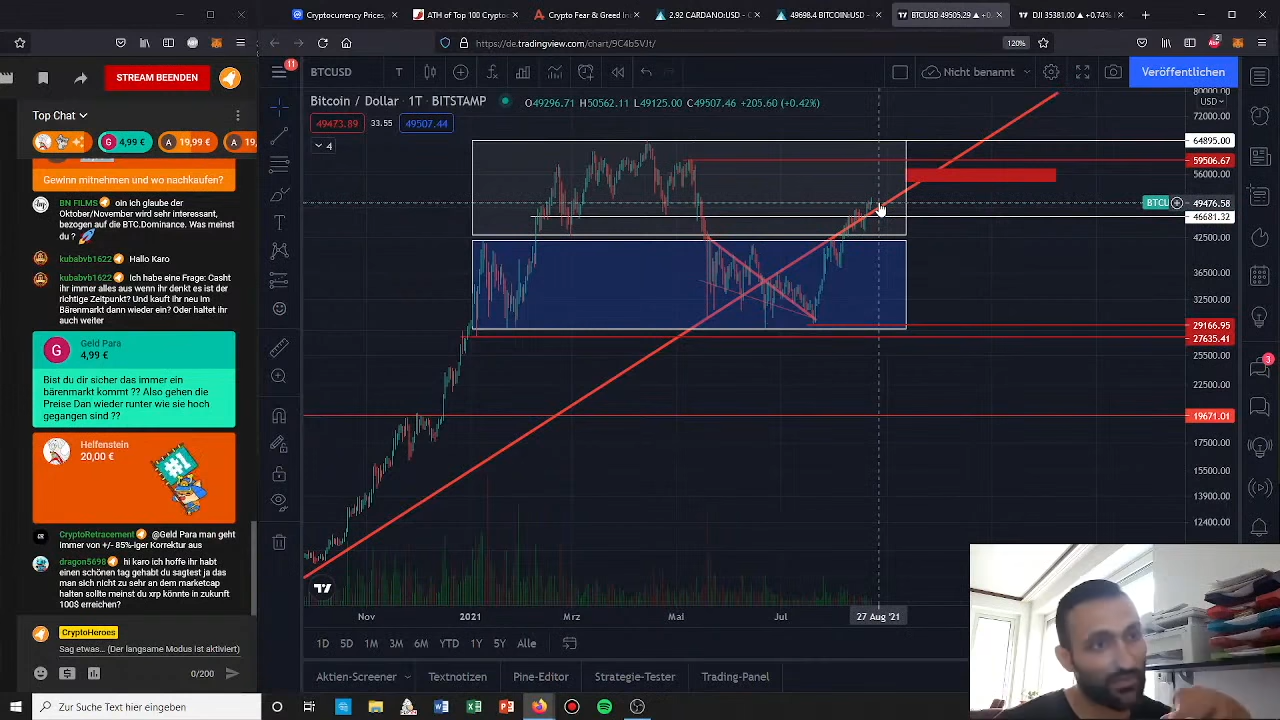 Cryptocurrency Prices,
ATH of Top 100 Crypto
Crypto Fear & Greed In
2.92 CARDANO:USD -
49698.4 BITCOIN:USD -
BTCUSD 49505.29 ▲ +0.
DJI 35381.00 ▲ +0.74%
https://de.tradingview.com/chart/9C4b5VJt/
120%
STREAM BEENDEN
11
BTCUSD
T
Nicht benannt
Veröffentlichen
Top Chat
G 4,99 €
A 19,99 €
A 19,
Gewinn mitnehmen und wo nachkaufen?
BN FILMS oin ich glaube der
Oktober/November wird sehr interessant,
bezogen auf die BTC.Dominance. Was meinst
du ?
kubabvb1622 Hallo Karo
kubabvb1622 Ich habe eine Frage: Casht
ihr immer alles aus wenn ihr denkt es ist der
richtige Zeitpunkt? Und kauft ihr neu Im
Bärenmarkt dann wieder ein? Oder haltet ihr
auch weiter
G
Geld Para
4,99 €
Bist du dir sicher das immer ein
bärenmarkt kommt ?? Also gehen die
Preise Dan wieder runter wie sie hoch
gegangen sind ??
Helfenstein
20,00 €
#1
CryptoRetracement @Geld Para man geht
immer von +/- 85%-iger Korrektur aus
dragon5698 hi karo ich hoffe ihr habt
einen schönen tag gehabt du sagtest ja das
man sich nicht zu sehr an dem marketcap
halten solltest du meinst du xrp könnte in zukunft
100$ erreichen?
CryptoHeroes
Sag etwas... (Der langsame Modus ist aktiviert)
0/200
Bitcoin / Dollar · 1T · BITSTAMP
O49296.71 H50562.11 L49125.00 C49507.46 +205.60 (+0.42%)
49473.89
33.55
49507.44
4
80000.00
USD
72000.00
64895.00
59506.67
56000.00
BTCL
49476.58
46681.32
42500.00
36500.00
32500.00
29166.95
27635.41
25500.00
22500.00
19671.01
17500.00
15500.00
13900.00
12400.00
3
Nov
2021
Mrz
Mai
Jul
27 Aug '21
1D
5D
1M
3M
6M
YTD
1Y
5Y
Alle
Aktien-Screener
Textnotizen
Pine-Editor
Strategie-Tester
Trading-Panel
Zur Suche Text hier eingeben